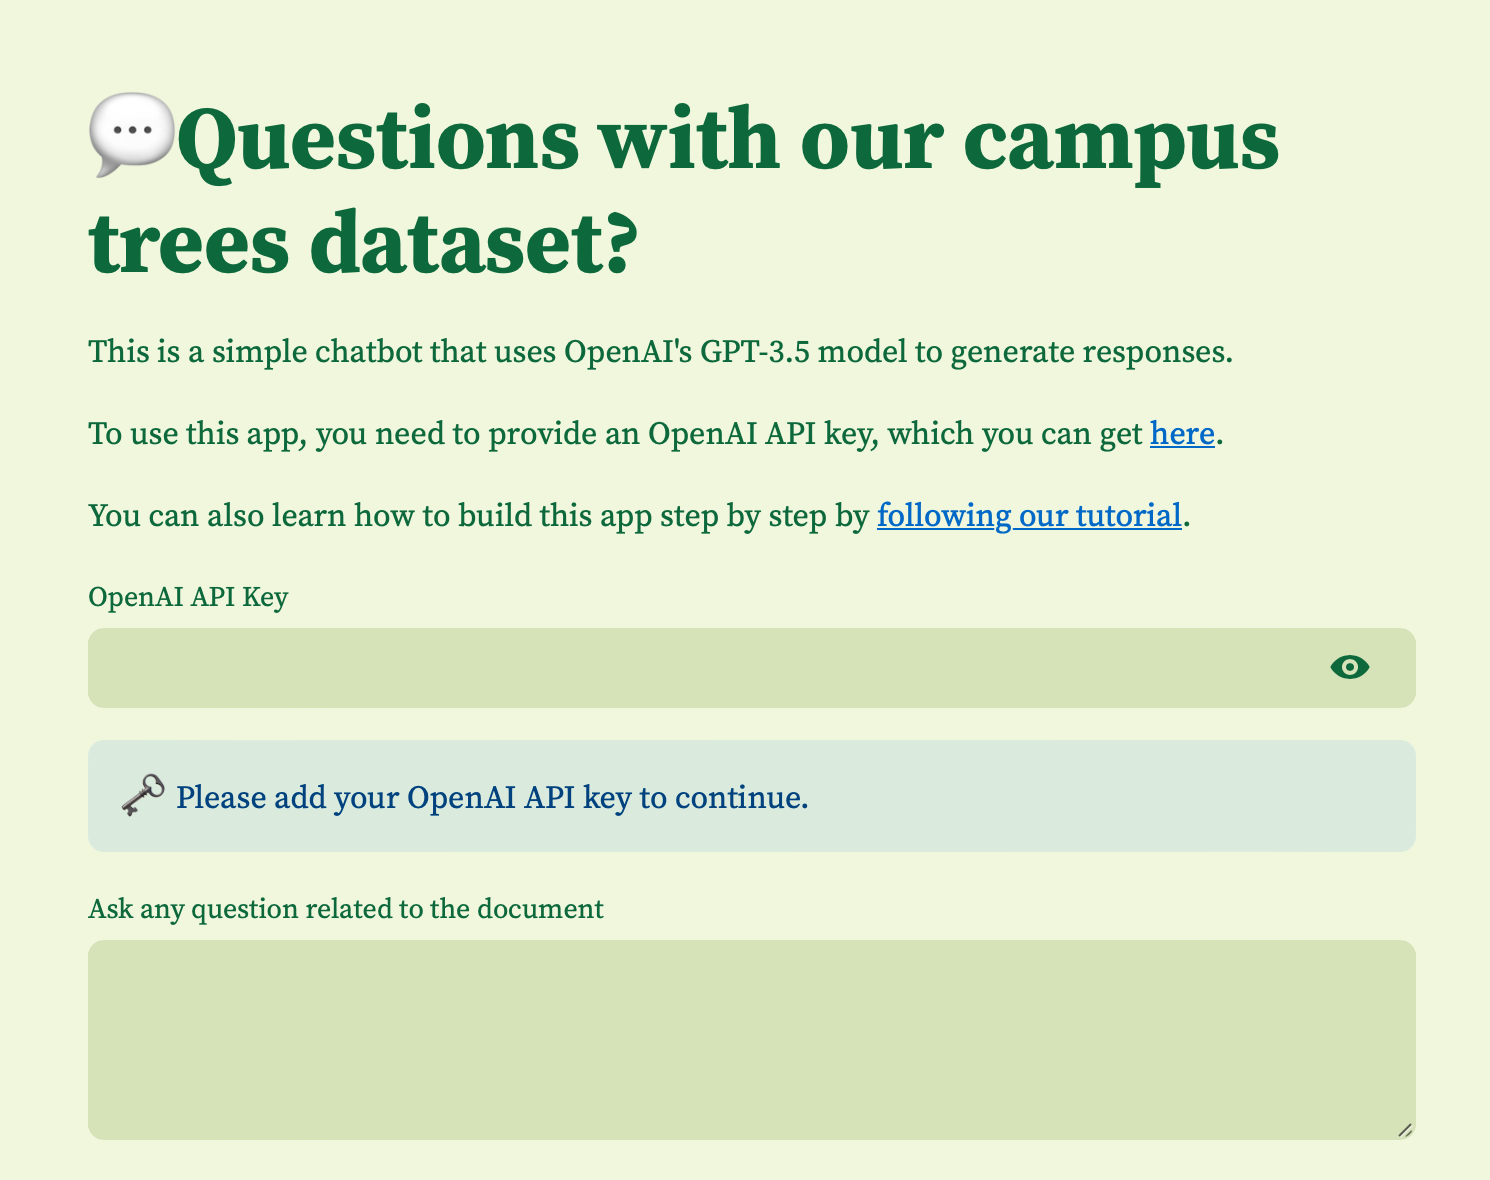 Questions with our campus
trees dataset?
This is a simple chatbot that uses OpenAI's GPT-3.5 model to generate responses.
To use this app, you need to provide an OpenAI API key, which you can get here.
You can also learn how to build this app step by step by following our tutorial.
OpenAI API Key
Please add your OpenAI API key to continue.
Ask any question related to the document